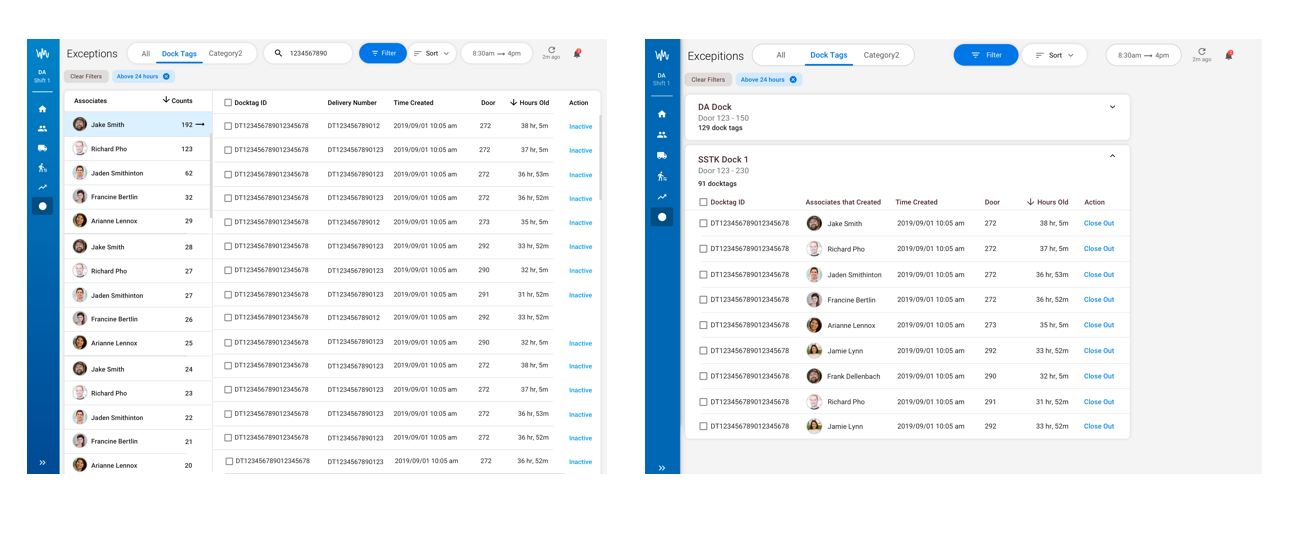 Exceptions All Dock Tags Category2 1234567890 Filter Sort 8:30am → 4pm 2m ago
DA
Shift 1
Clear Filters Above 24 hours
Associates Counts
Jake Smith 192
Richard Pho 123
Jaden Smithinton 62
Francine Bertlin 32
Arianne Lennox 29
Jake Smith 28
Richard Pho 27
Jaden Smithinton 27
Francine Bertlin 26
Arianne Lennox 25
Jake Smith 24
Richard Pho 23
Jaden Smithinton 22
Francine Bertlin 21
Arianne Lennox 20
Docktag ID Delivery Number Time Created Door Hours Old Action
DT123456789012345678 DT123456789012 2019/09/01 10:05 am 272 38 hr, 5m Inactive
DT123456789012345678 DT1234567890123 2019/09/01 10:05 am 272 37 hr, 5m Inactive
DT123456789012345678 DT1234567890123 2019/09/01 10:05 am 272 36 hr, 53m Inactive
DT123456789012345678 DT1234567890123 2019/09/01 10:05 am 272 36 hr, 52m Inactive
DT123456789012345678 DT123456789012 2019/09/01 10:05 am 273 35 hr, 5m Inactive
DT123456789012345678 DT1234567890123 2019/09/01 10:05 am 292 33 hr, 52m Inactive
DT123456789012345678 DT1234567890123 2019/09/01 10:05 am 290 32 hr, 5m Inactive
DT123456789012345678 DT1234567890123 2019/09/01 10:05 am 291 31 hr, 52m Inactive
DT123456789012345678 DT123456789012 2019/09/01 10:05 am 292 33 hr, 52m
DT123456789012345678 DT1234567890123 2019/09/01 10:05 am 290 32 hr, 5m Inactive
DT123456789012345678 DT1234567890123 2019/09/01 10:05 am 272 38 hr, 5m Inactive
DT123456789012345678 DT1234567890123 2019/09/01 10:05 am 272 37 hr, 5m Inactive
DT123456789012345678 DT1234567890123 2019/09/01 10:05 am 272 36 hr, 53m Inactive
DT123456789012345678 DT1234567890123 2019/09/01 10:05 am 272 36 hr, 52m Inactive
DT123456789012345678 DT1234567890123 2019/09/01 10:05 am 272 36 hr, 52m Inactive
Excepitions All Dock Tags Category2 Filter Sort 8:30am → 4pm 2m ago
DA
Shift 1
Clear Filters Above 24 hours
DA Dock
Door 123 - 150
129 dock tags
SSTK Dock 1
Door 123 - 230
91 docktags
Docktag ID Associates that Created Time Created Door Hours Old Action
DT123456789012345678 Jake Smith 2019/09/01 10:05 am 272 38 hr, 5m Close Out
DT123456789012345678 Richard Pho 2019/09/01 10:05 am 272 37 hr, 5m Close Out
DT123456789012345678 Jaden Smithinton 2019/09/01 10:05 am 272 36 hr, 53m Close Out
DT123456789012345678 Francine Bertlin 2019/09/01 10:05 am 272 36 hr, 52m Close Out
DT123456789012345678 Arianne Lennox 2019/09/01 10:05 am 273 35 hr, 5m Close Out
DT123456789012345678 Jamie Lynn 2019/09/01 10:05 am 292 33 hr, 52m Close Out
DT123456789012345678 Frank Dellenbach 2019/09/01 10:05 am 290 32 hr, 5m Close Out
DT123456789012345678 Richard Pho 2019/09/01 10:05 am 291 31 hr, 52m Close Out
DT123456789012345678 Jamie Lynn 2019/09/01 10:05 am 292 33 hr, 52m Close Out